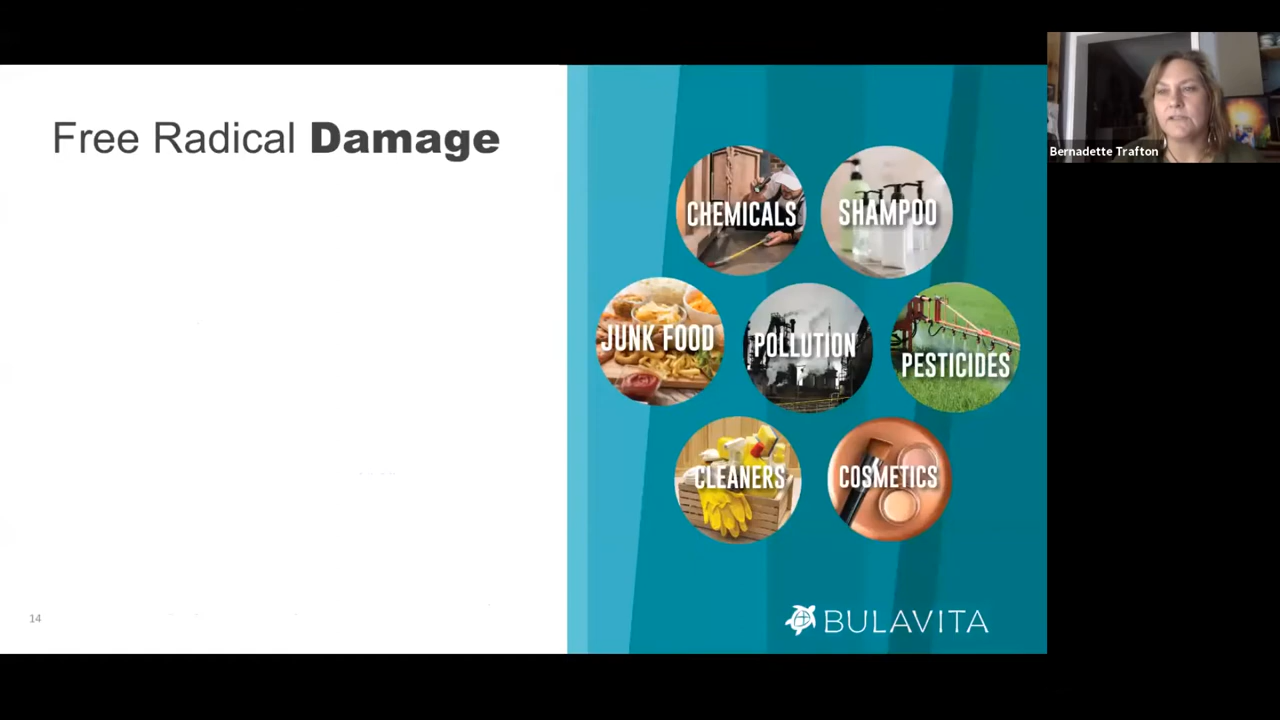 Free Radical Damage
CHEMICALS
SHAMPOO
JUNK FOOD
POLLUTION
PESTICIDES
CLEANERS
COSMETICS
14
BULAVITA
Bernadette Trafton